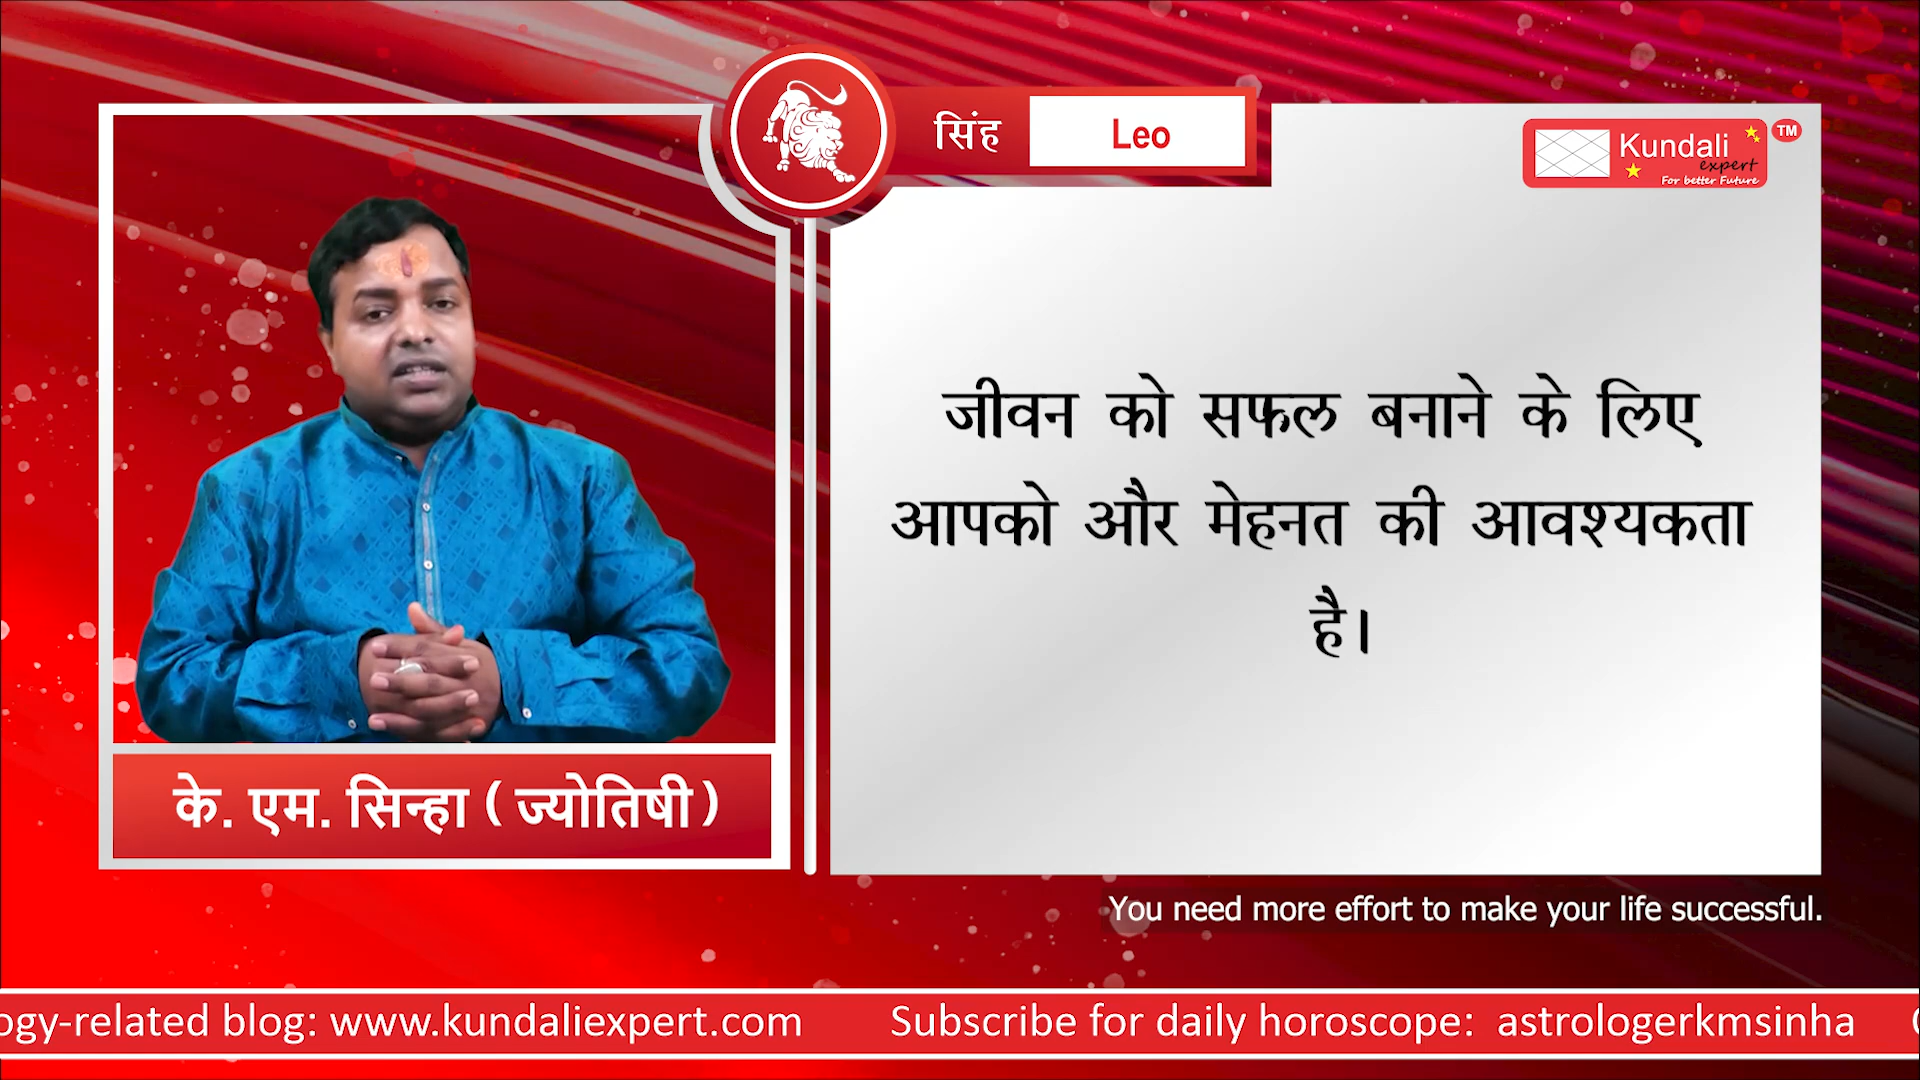 सिंह
Leo
Kundali
expert
For better Future
TM
जीवन को सफल बनाने के लिए
आपको और मेहनत की आवश्यकता
है।
के. एम. सिन्हा ( ज्योतिषी )
You need more effort to make your life successful.
ogy-related blog: www.kundaliexpert.com Subscribe for daily horoscope: astrologerkmsinha